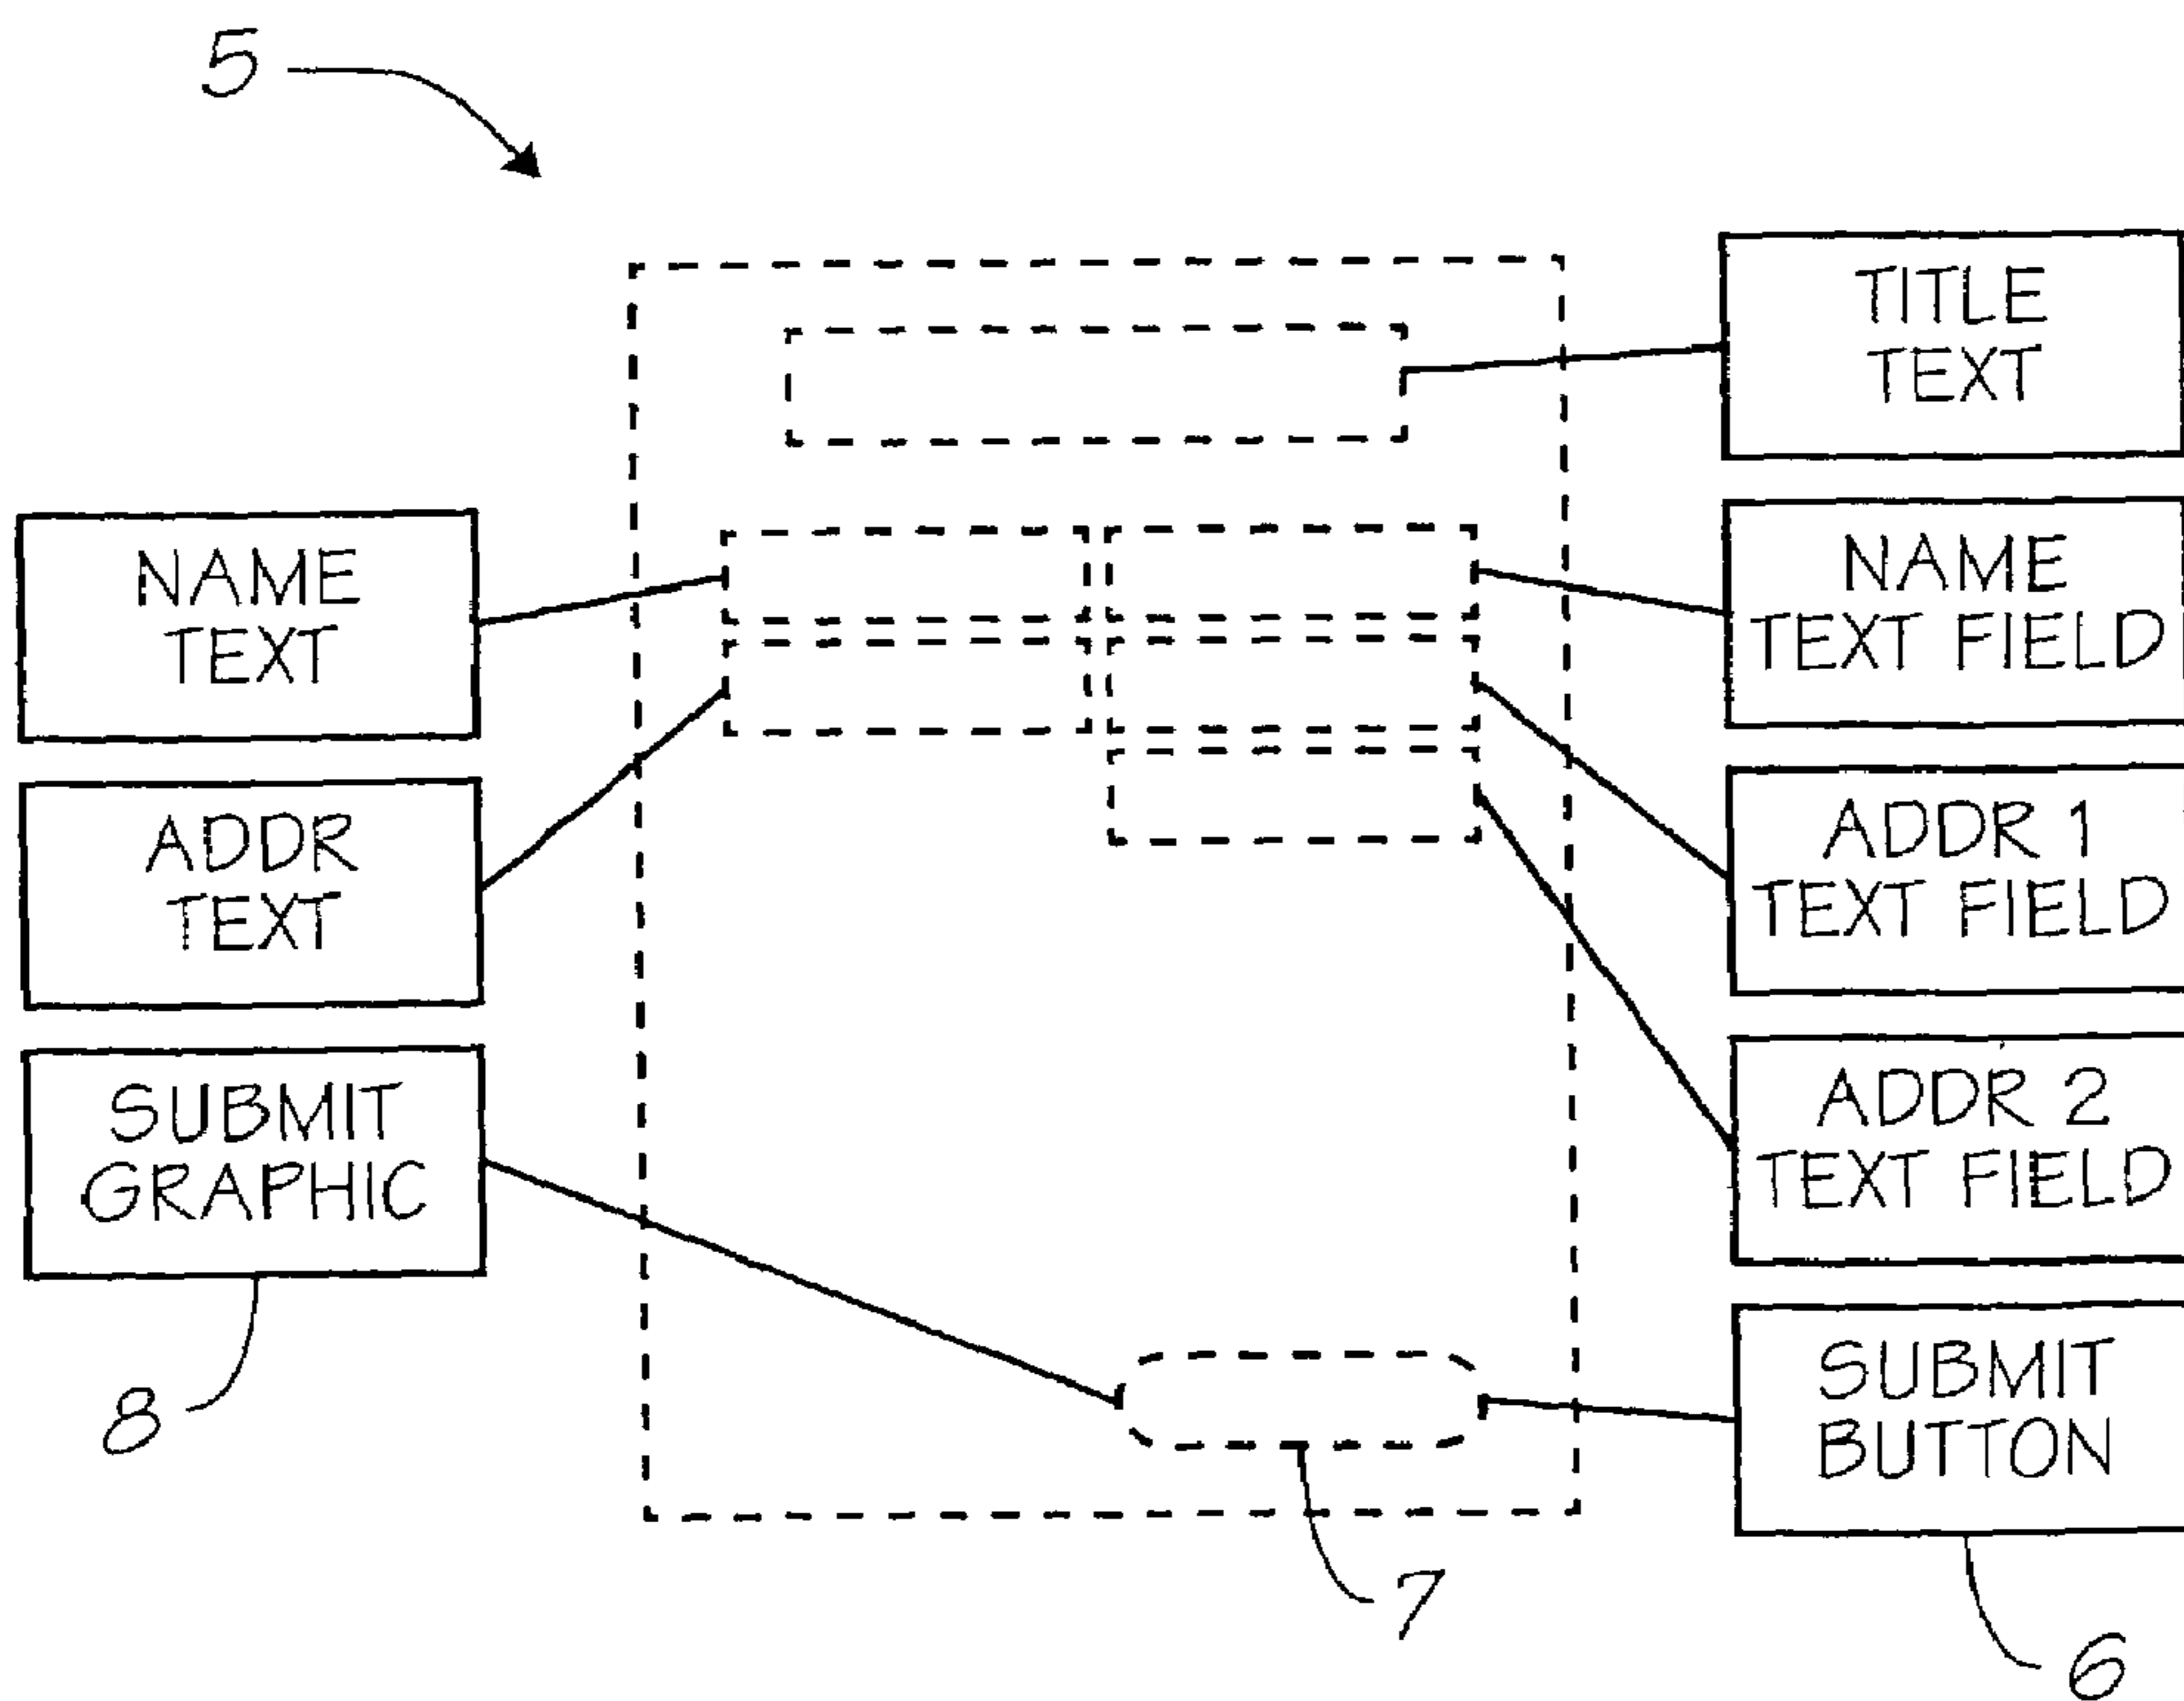 5
TITLE
TEXT
NAME
TEXT
NAME
TEXT FIELD
ADDR
TEXT
ADDR 1
TEXT FIELD
SUBMIT
GRAPHIC
ADDR 2
TEXT FIELD
SUBMIT
BUTTON
8
7
6